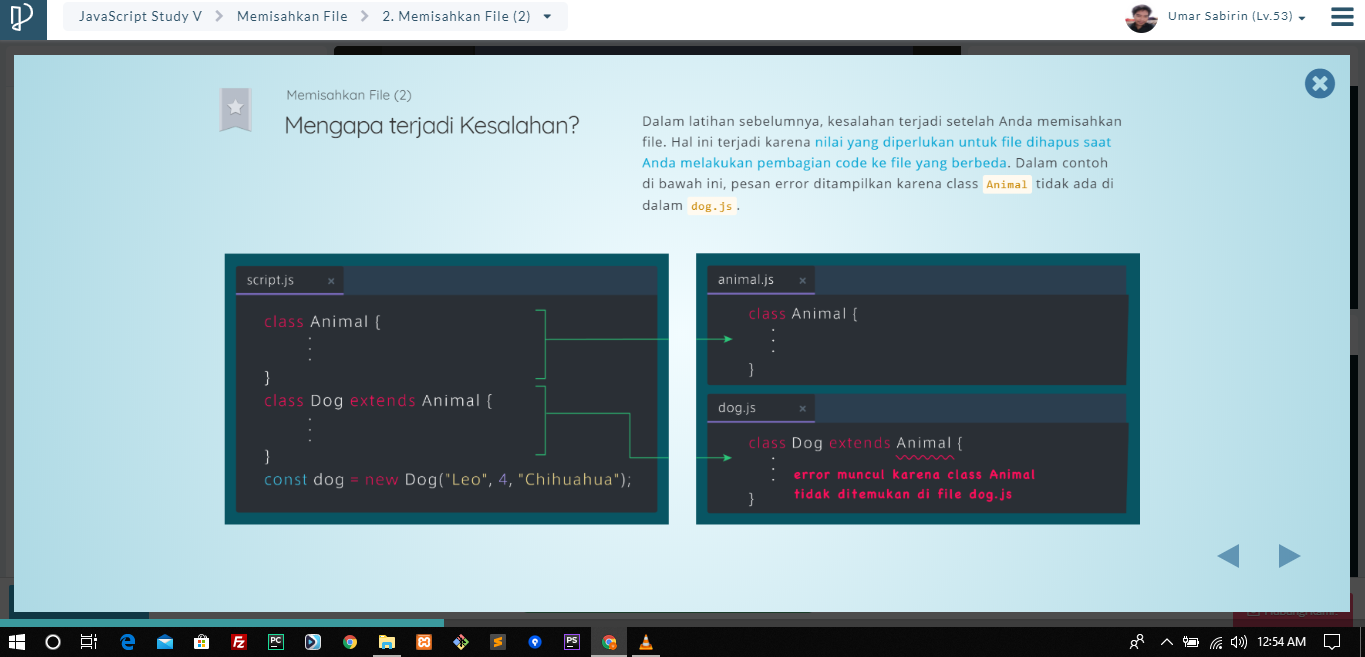 JavaScript Study V > Memisahkan File > 2. Memisahkan File (2)
Umar Sabirin (Lv.53)
Memisahkan File (2)
Mengapa terjadi Kesalahan?
Dalam latihan sebelumnya, kesalahan terjadi setelah Anda memisahkan
file. Hal ini terjadi karena nilai yang diperlukan untuk file dihapus saat
Anda melakukan pembagian code ke file yang berbeda. Dalam contoh
di bawah ini, pesan error ditampilkan karena class Animal tidak ada di
dalam dog.js.
script.js ×
class Animal {
}
class Dog extends Animal {
}
const dog = new Dog("Leo", 4, "Chihuahua");
animal.js ×
class Animal {
}
dog.js ×
class Dog extends Animal {
error muncul karena class Animal
tidak ditemukan di file dog.js
}
12:54 AM